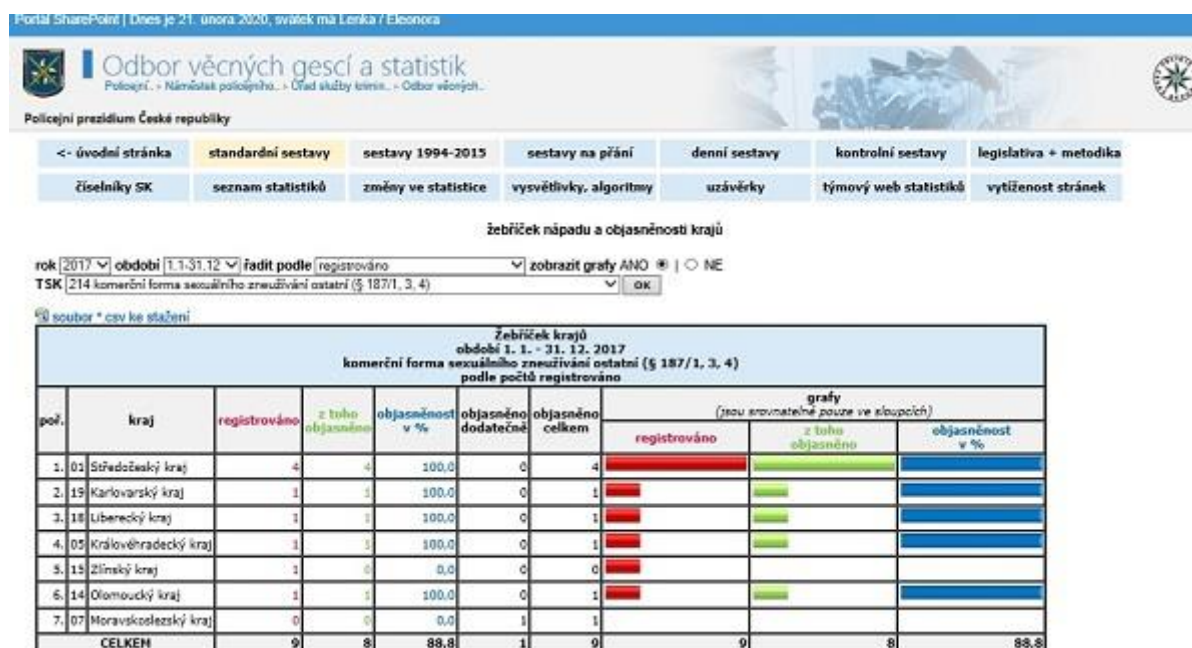 Portál SharePoint | Dnes je 21. února 2020, svátek má Lenka / Eleonora
Odbor věcných gescí a statistik
Policejní.. > Náměstek policejního.. > Úřad služby krimin.. > Odbor věcných..
Policejní prezidium České republiky
<- úvodní stránka standardní sestavy sestavy 1994-2015 sestavy na přání denní sestavy kontrolní sestavy legislativa + metodika
číselníky SK seznam statistiků změny ve statistice vysvětlivky, algoritmy uzávěrky týmový web statistiků vytíženost stránek
žebříček nápadu a objasněnosti krajů
rok 2017 období 1.1-31.12 řadit podle registrováno zobrazit grafy ANO | NE
TSK 214 komerční forma sexuálního zneužívání ostatní (§ 187/1, 3, 4) OK
soubor * csv ke stažení
Žebříček krajů
období 1. 1. - 31. 12. 2017
komerční forma sexuálního zneužívání ostatní (§ 187/1, 3, 4)
podle počtů registrováno
poř. kraj registrováno z toho objasněno objasněnost v % objasněno dodatečně objasněno celkem grafy
(jsou srovnatelné pouze ve sloupcích)
registrováno z toho objasněno objasněnost v %
1. 01 Středočeský kraj 4 4 100,0 0 4
2. 19 Karlovarský kraj 1 1 100.0 0 1
3. 18 Liberecký kraj 1 1 100.0 0 1
4. 05 Královéhradecký kraj 1 1 100,0 0 1
5. 15 Zlínský kraj 1 0 0,0 0 0
6. 14 Olomoucký kraj 1 1 100.0 0 1
7. 07 Moravskoslezský kraj 0 0 0.0 1 1
CELKEM 9 8 88.8 1 9 9 8 88.8